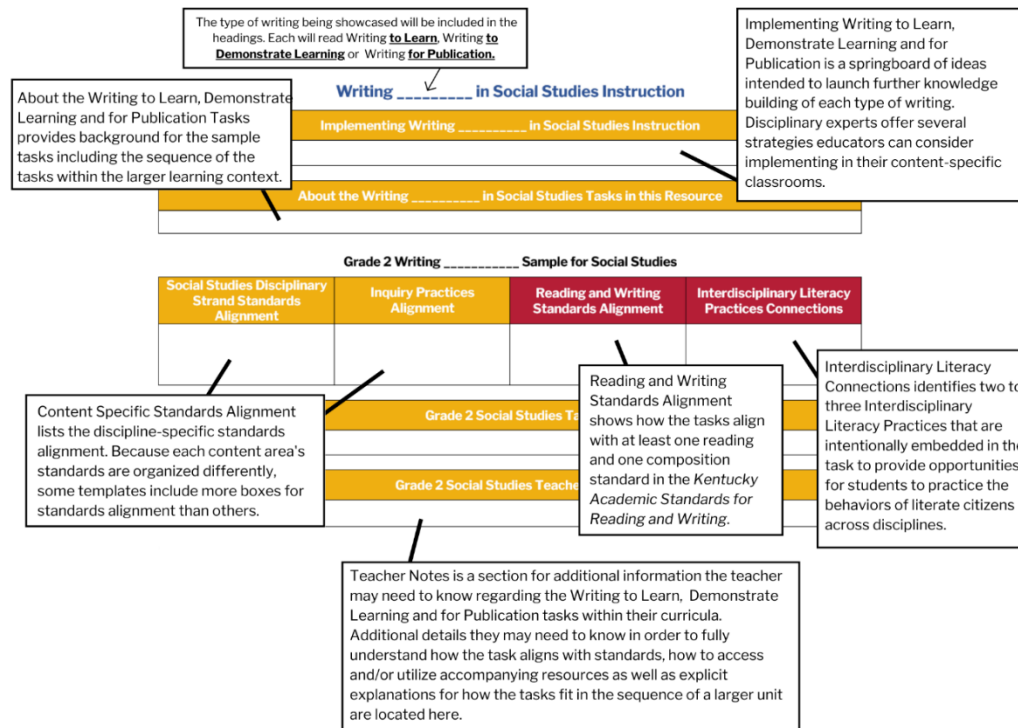 The type of writing being showcased will be included in the
headings. Each will read Writing to Learn, Writing to
Demonstrate Learning or Writing for Publication.
Implementing Writing to Learn,
Demonstrate Learning and for
Publication is a springboard of ideas
intended to launch further knowledge
building of each type of writing.
Disciplinary experts offer several
strategies educators can consider
implementing in their content-specific
classrooms.
About the Writing to Learn, Demonstrate
Learning and for Publication Tasks
provides background for the sample
tasks including the sequence of the
tasks within the larger learning context.
Writing _________ in Social Studies Instruction
Implementing Writing __________ in Social Studies Instruction
About the Writing __________ in Social Studies Tasks in this Resource
Grade 2 Writing __________ Sample for Social Studies
Social Studies Disciplinary
Strand Standards
Alignment
Inquiry Practices
Alignment
Reading and Writing
Standards Alignment
Interdisciplinary Literacy
Practices Connections
Content Specific Standards Alignment
lists the discipline-specific standards
alignment. Because each content area's
standards are organized differently,
some templates include more boxes for
standards alignment than others.
Reading and Writing
Standards Alignment
shows how the tasks align
with at least one reading
and one composition
standard in the Kentucky
Academic Standards for
Reading and Writing.
Interdisciplinary Literacy
Connections identifies two to
three Interdisciplinary
Literacy Practices that are
intentionally embedded in the
task to provide opportunities
for students to practice the
behaviors of literate citizens
across disciplines.
Grade 2 Social Studies
Grade 2 Social Studies
Teacher Notes is a section for additional information the teacher
may need to know regarding the Writing to Learn, Demonstrate
Learning and for Publication tasks within their curricula.
Additional details they may need to know in order to fully
understand how the task aligns with standards, how to access
and/or utilize accompanying resources as well as explicit
explanations for how the tasks fit in the sequence of a larger unit
are located here.